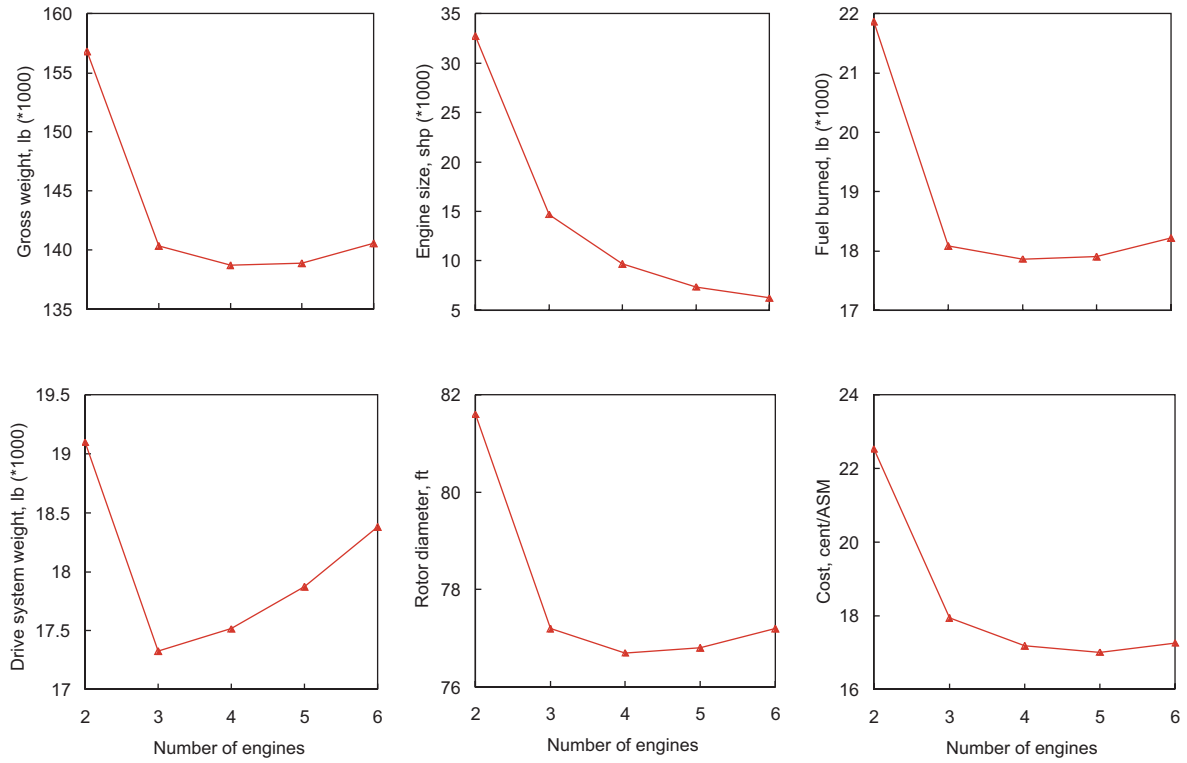 Gross weight, lb (*1000)
160
155
150
145
140
135
Engine size, shp (*1000)
35
30
25
20
15
10
5
Fuel burned, lb (*1000)
22
21
20
19
18
17
Drive system weight, lb (*1000)
19.5
19
18.5
18
17.5
17
2 3 4 5 6
Number of engines
Rotor diameter, ft
82
80
78
76
2 3 4 5 6
Number of engines
Cost, cent/ASM
24
22
20
18
16
2 3 4 5 6
Number of engines